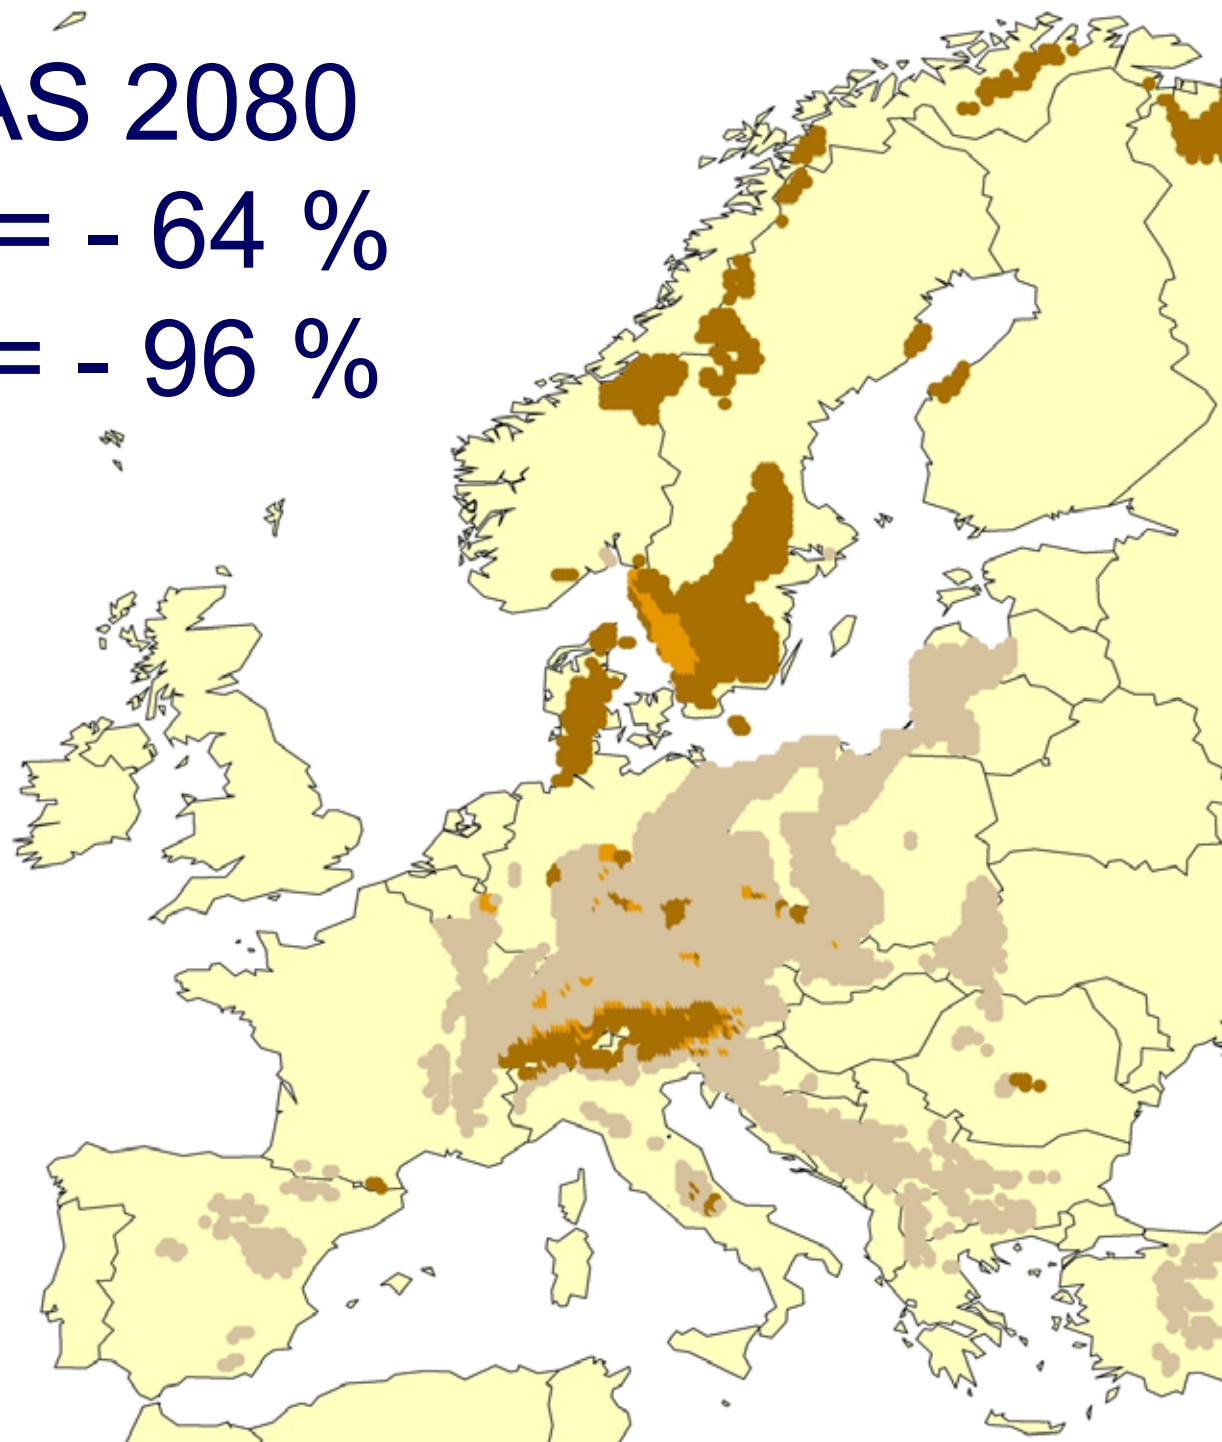 AS 2080
= - 64 %
= - 96 %